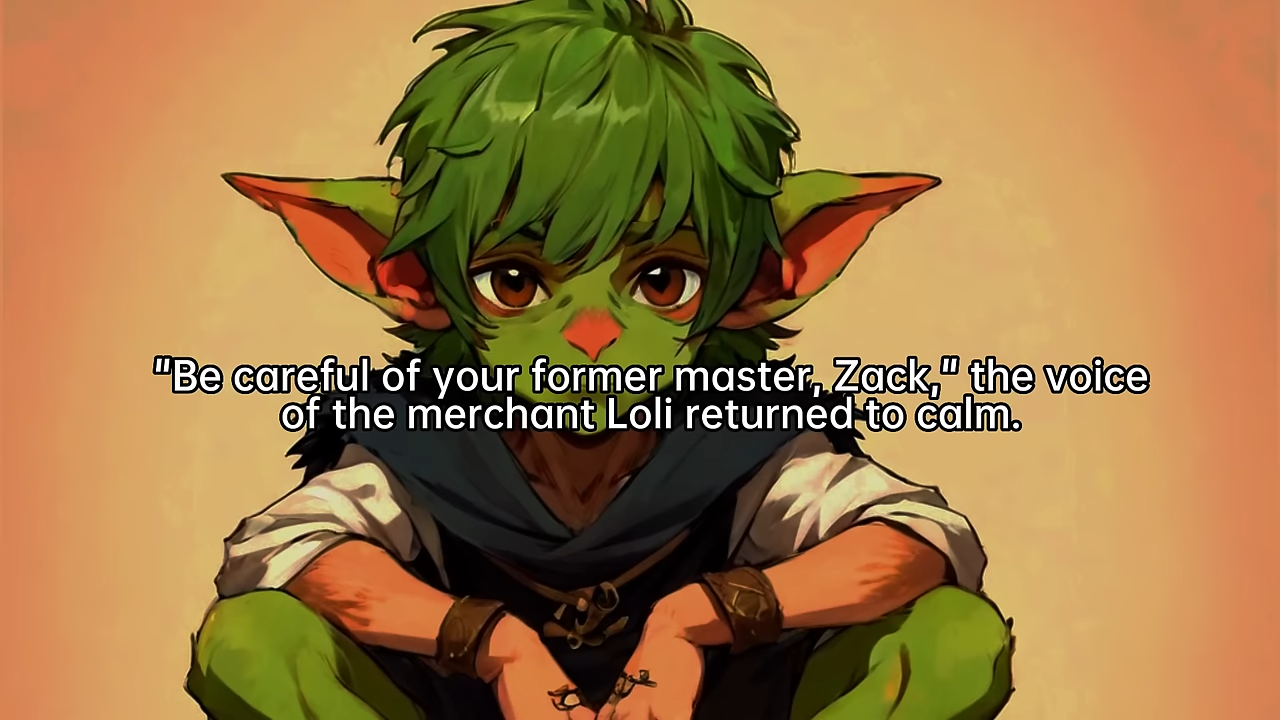 "Be careful of your former master, Zack," the voice
of the merchant Loli returned to calm.